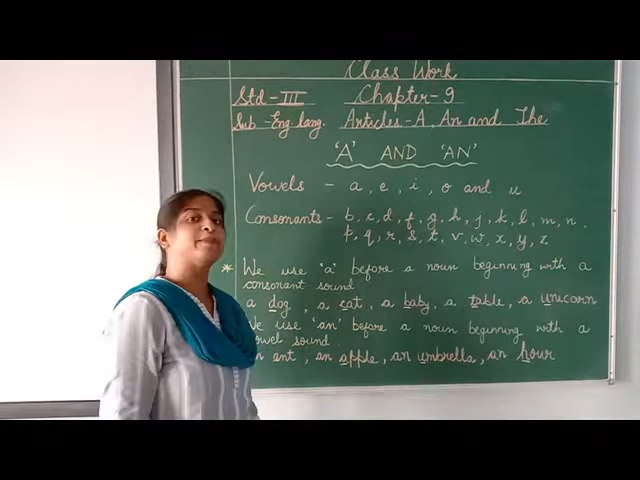 Class Work
Std-III Chapter-9
Sub-Eng. lang. Articles-A, An and The
'A' AND 'AN'
Vowels - a, e, i, o and u
Consonants - b, c, d, f, g, h, j, k, l, m, n,
p, q, r, s, t, v, w, x, y, z
* We use 'a' before a noun beginning with a
consonant sound
a dog, a cat, a baby, a table, a unicorn
We use 'an' before a noun beginning with a
vowel sound.
an ant, an apple, an umbrella, an hour